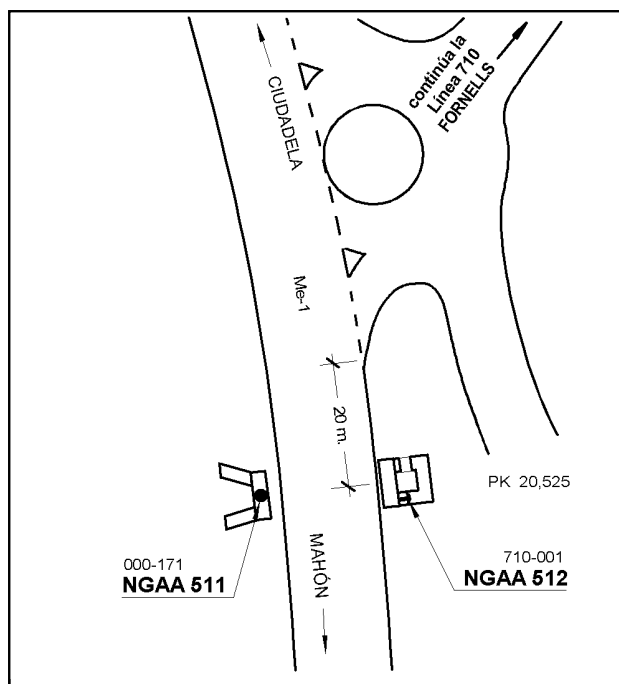 continúa la
Línea 710
FORNELLS
CIUDADELA
Me-1
20 m.
PK 20,525
000-171
NGAA 511
MAHÓN
710-001
NGAA 512